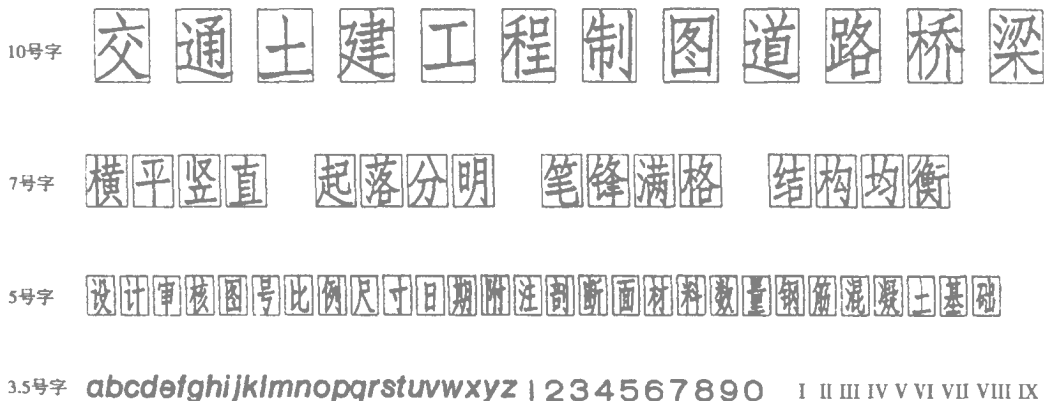 10号字 交通土建工程制图道路桥梁
7号字 横平竖直 起落分明 笔锋满格 结构均衡
5号字 设计审核图号比例尺寸日期附注剖断面材料数量钢筋混凝土基础
3.5号字 abcdefghijklmnopqrstuvwxyz 1234567890 I II III IV V VI VII VIII IX